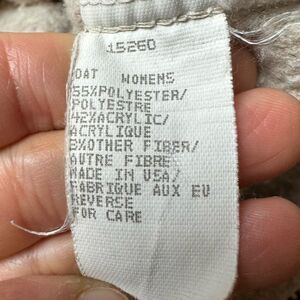 15260
OAT WOMENS
55%POLYESTER/
POLYESTRE
42%ACRYLIC/
ACRYLIQUE
3%OTHER FIBER/
AUTRE FIBRE
MADE IN USA/
FABRIQUE AUX EU
REVERSE
FOR CARE